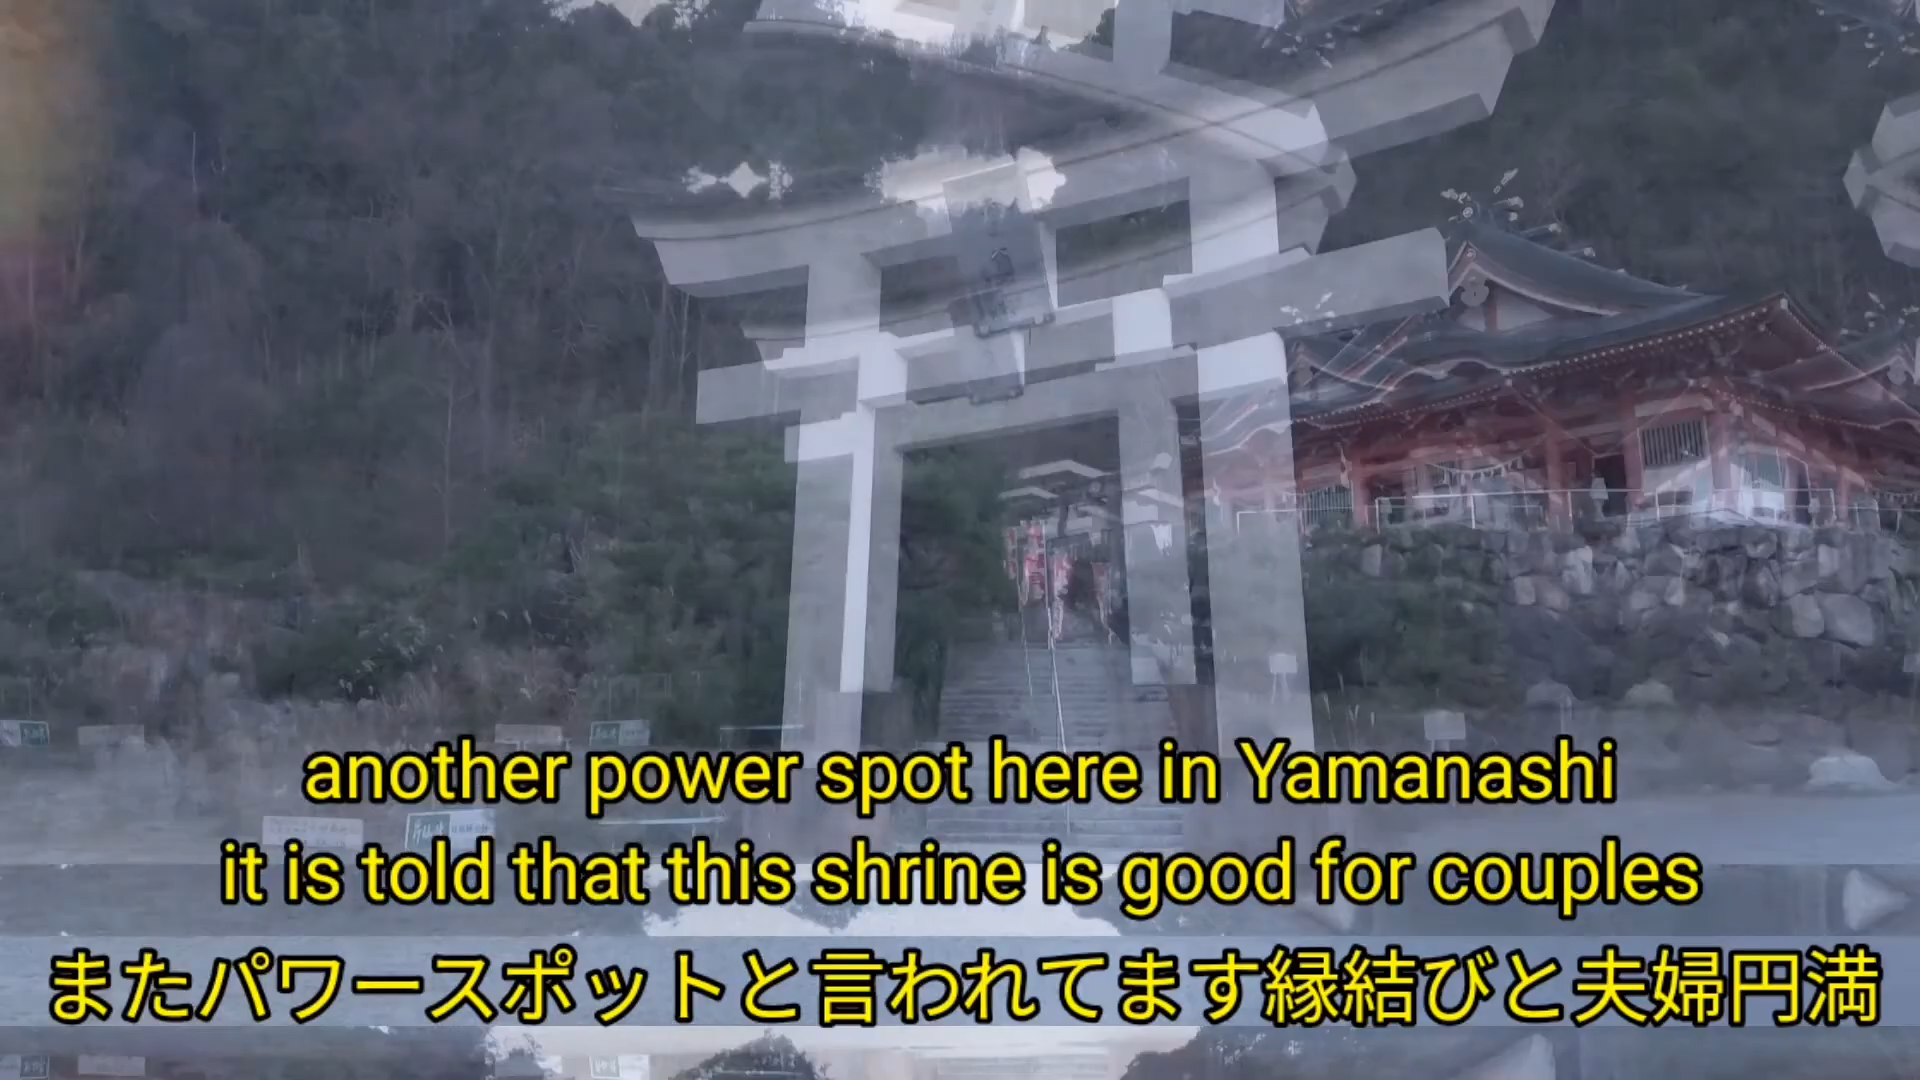 another power spot here in Yamanashi
it is told that this shrine is good for couples
またパワースポットと言われてます縁結びと夫婦円満